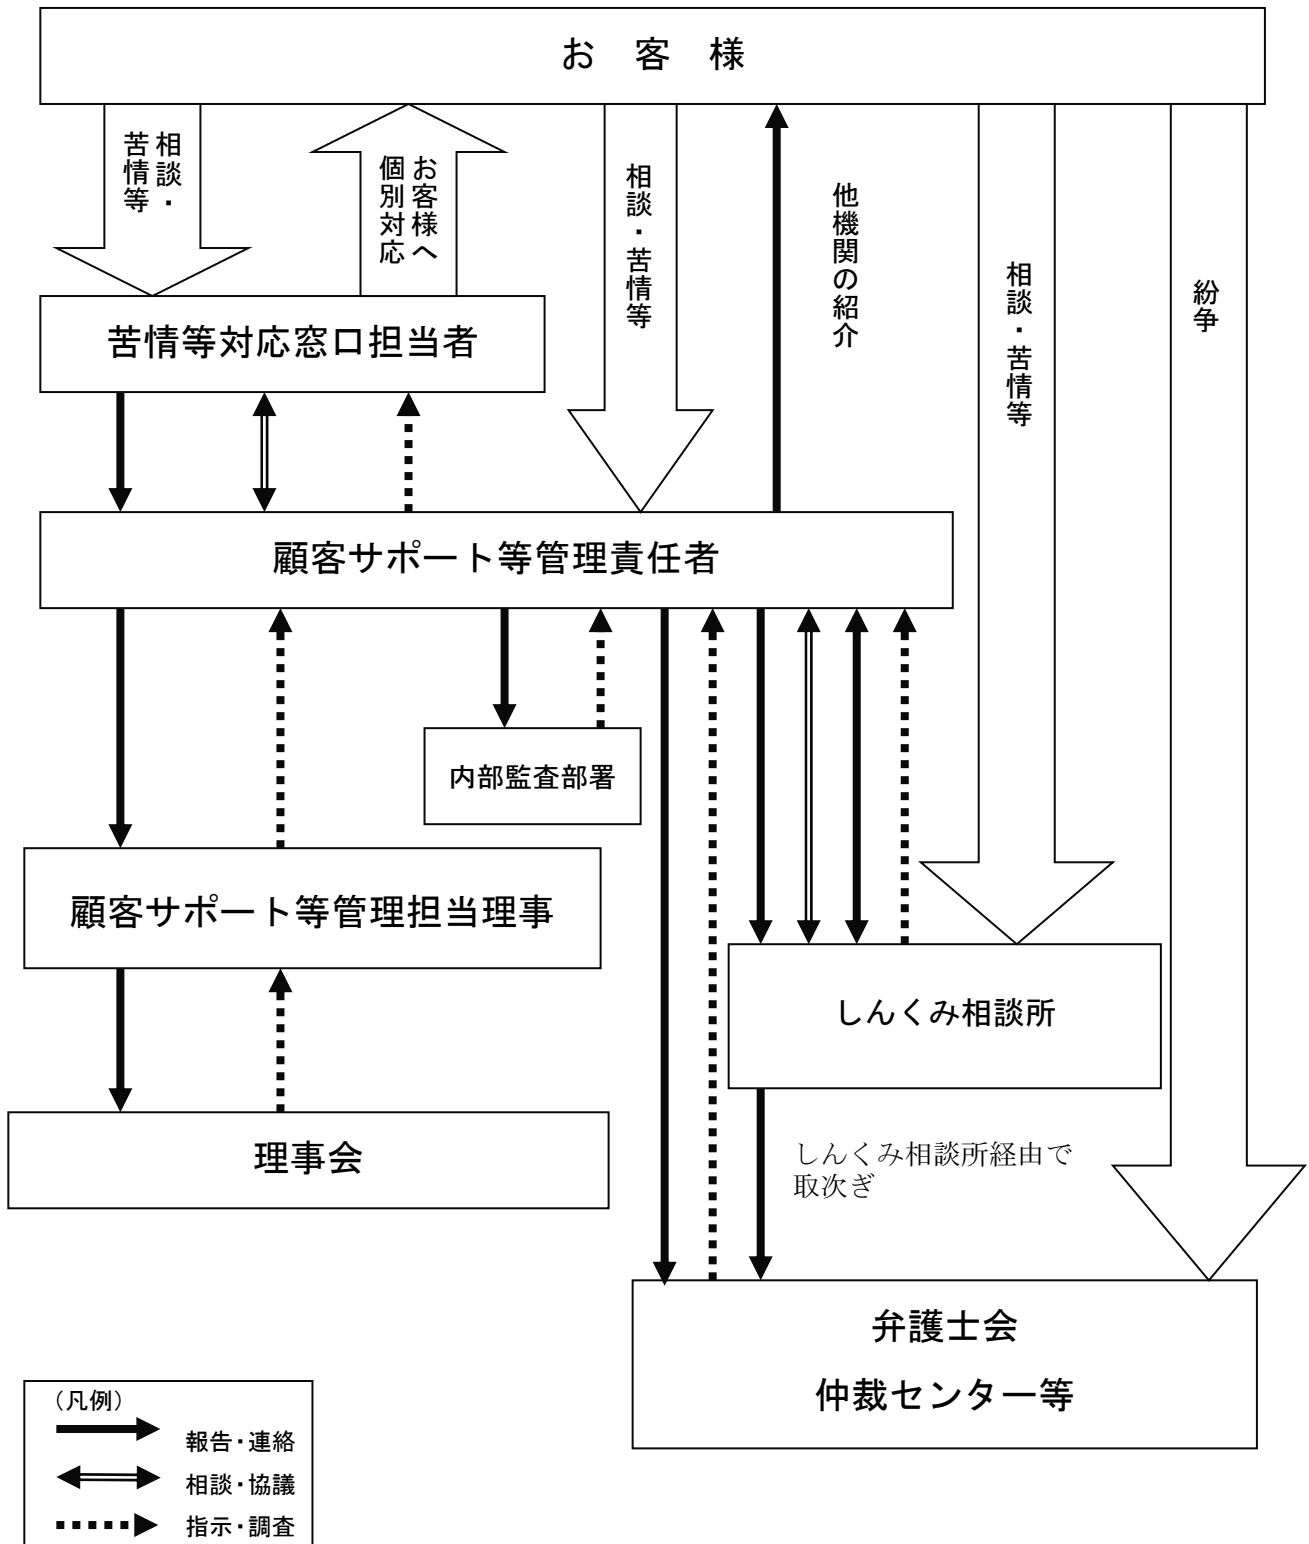 お　客　様
相談・
苦情等
お客様へ
個別対応
相談・苦情等
他機関の紹介
相談・苦情等
紛争
苦情等対応窓口担当者
顧客サポート等管理責任者
内部監査部署
顧客サポート等管理担当理事
しんくみ相談所
理事会
しんくみ相談所経由で
取次ぎ
弁護士会
仲裁センター等
（凡例）
報告・連絡
相談・協議
指示・調査